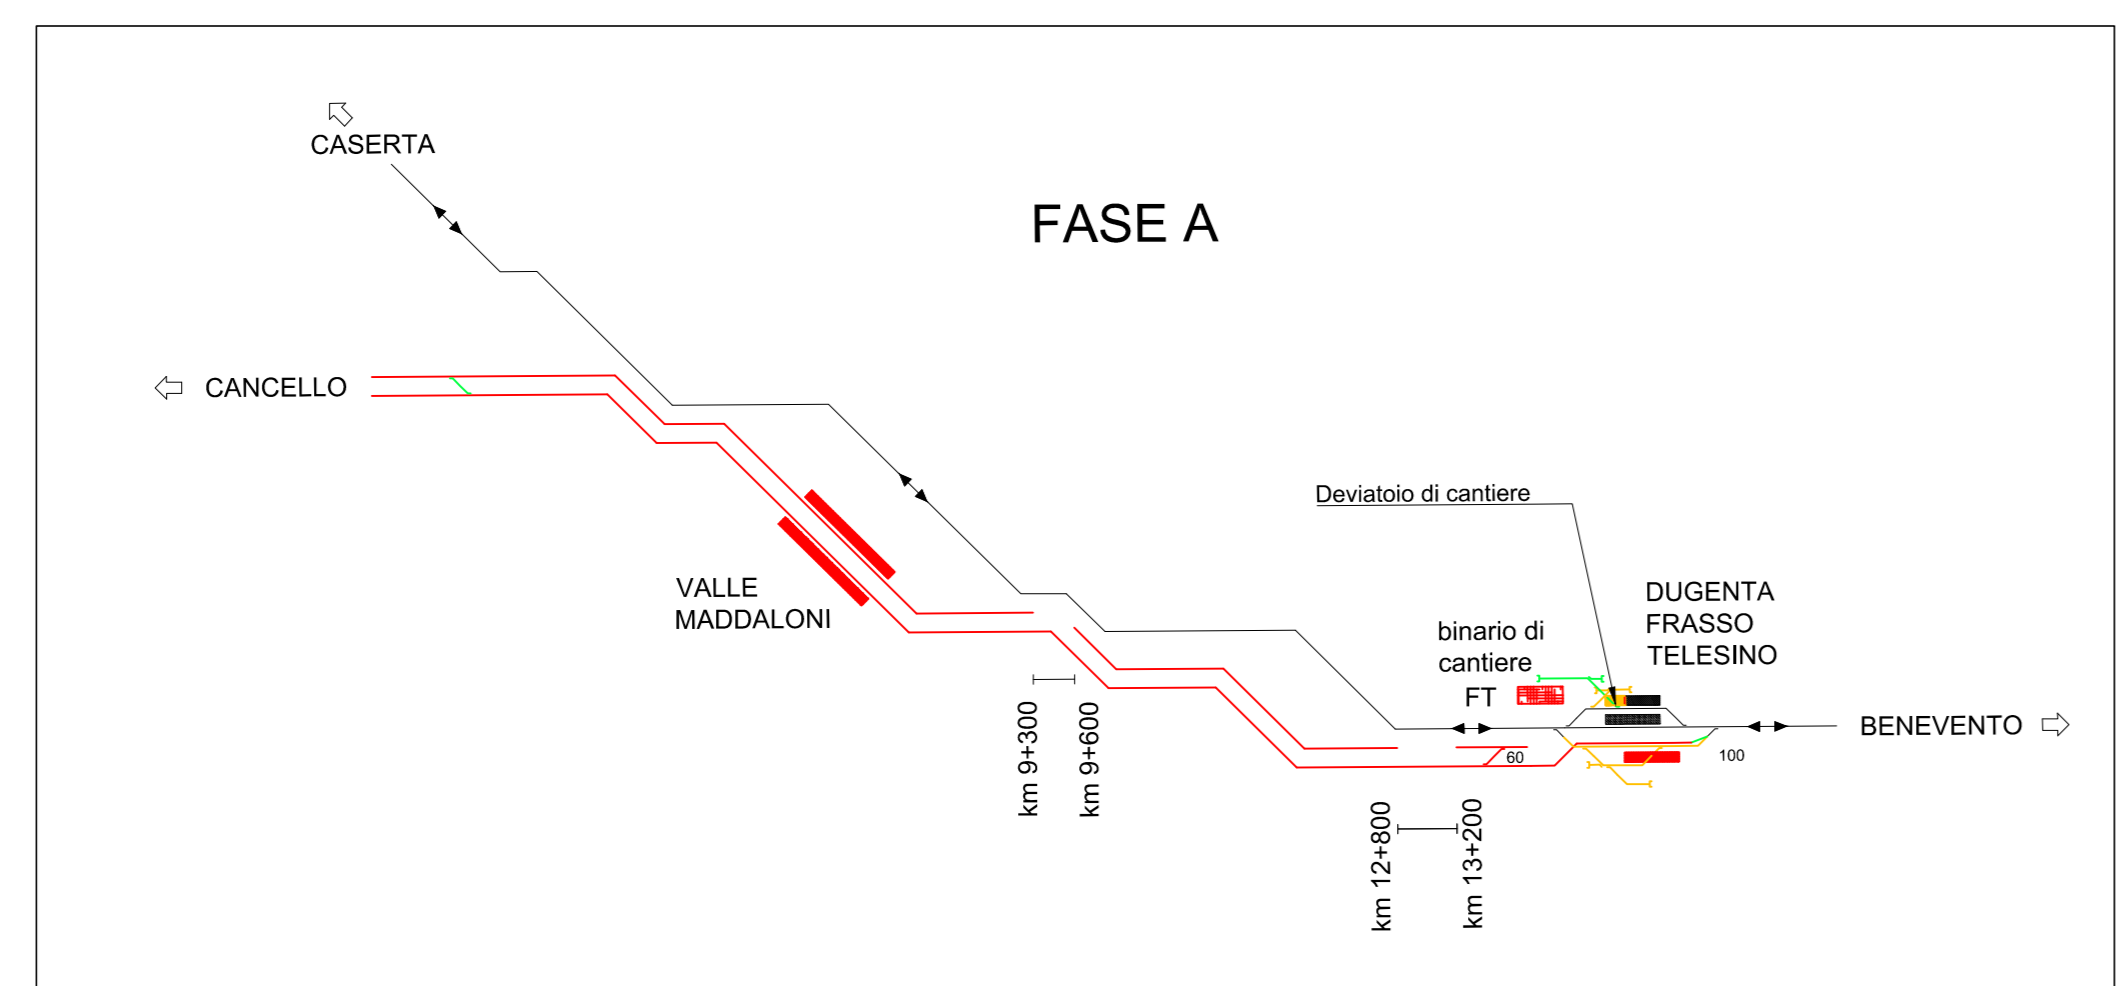 CASERTA
FASE A
CANCELLO
Deviatoio di cantiere
VALLE
MADDALONI
DUGENTA
FRASSO
TELESINO
binario di
cantiere
FT
BENEVENTO
60
100
km 9+300
km 9+600
km 12+800
km 13+200